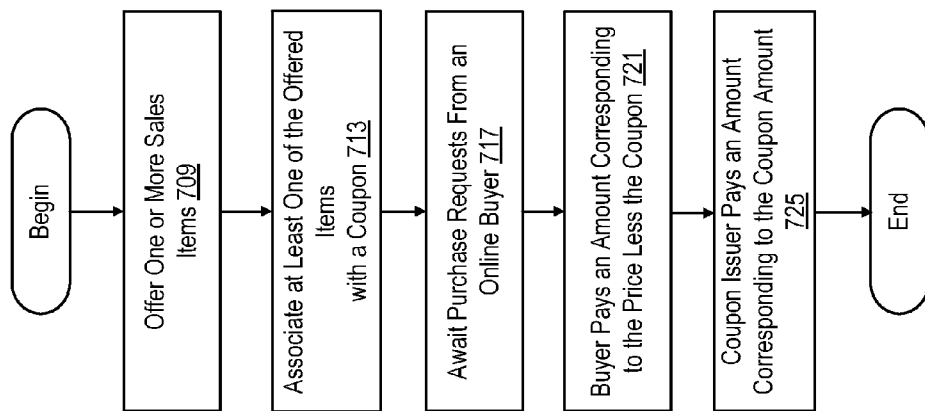 Begin
Offer One or More Sales
Items 709
Associate at Least One of the Offered
Items
with a Coupon 713
Await Purchase Requests From an
Online Buyer 717
Buyer Pays an Amount Corresponding
to the Price Less the Coupon 721
Coupon Issuer Pays an Amount
Corresponding to the Coupon Amount
725
End